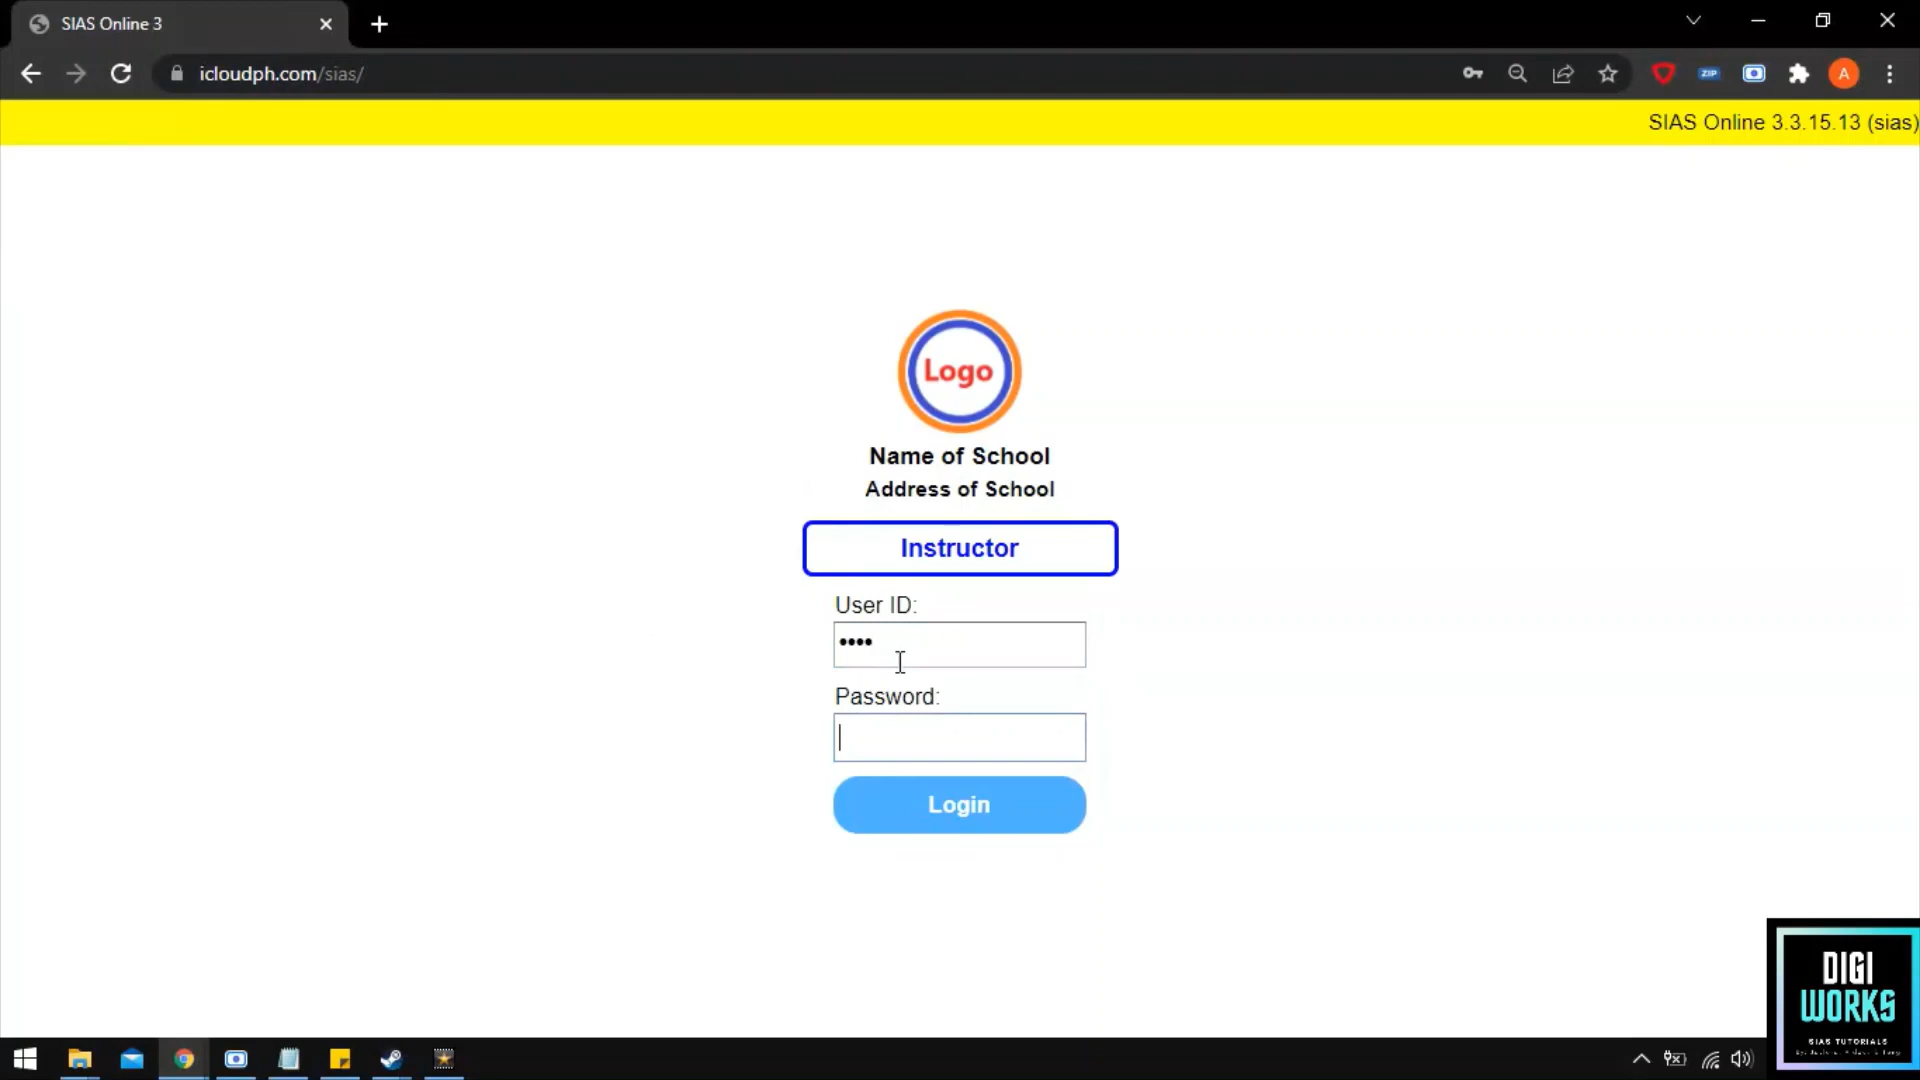 SIAS Online 3
icloudph.com/sias/
ZIP
A
SIAS Online 3.3.15.13 (sias)
Logo
Name of School
Address of School
Instructor
User ID:
Password:
Login
DIGI
WORKS
SIAS TUTORIALS